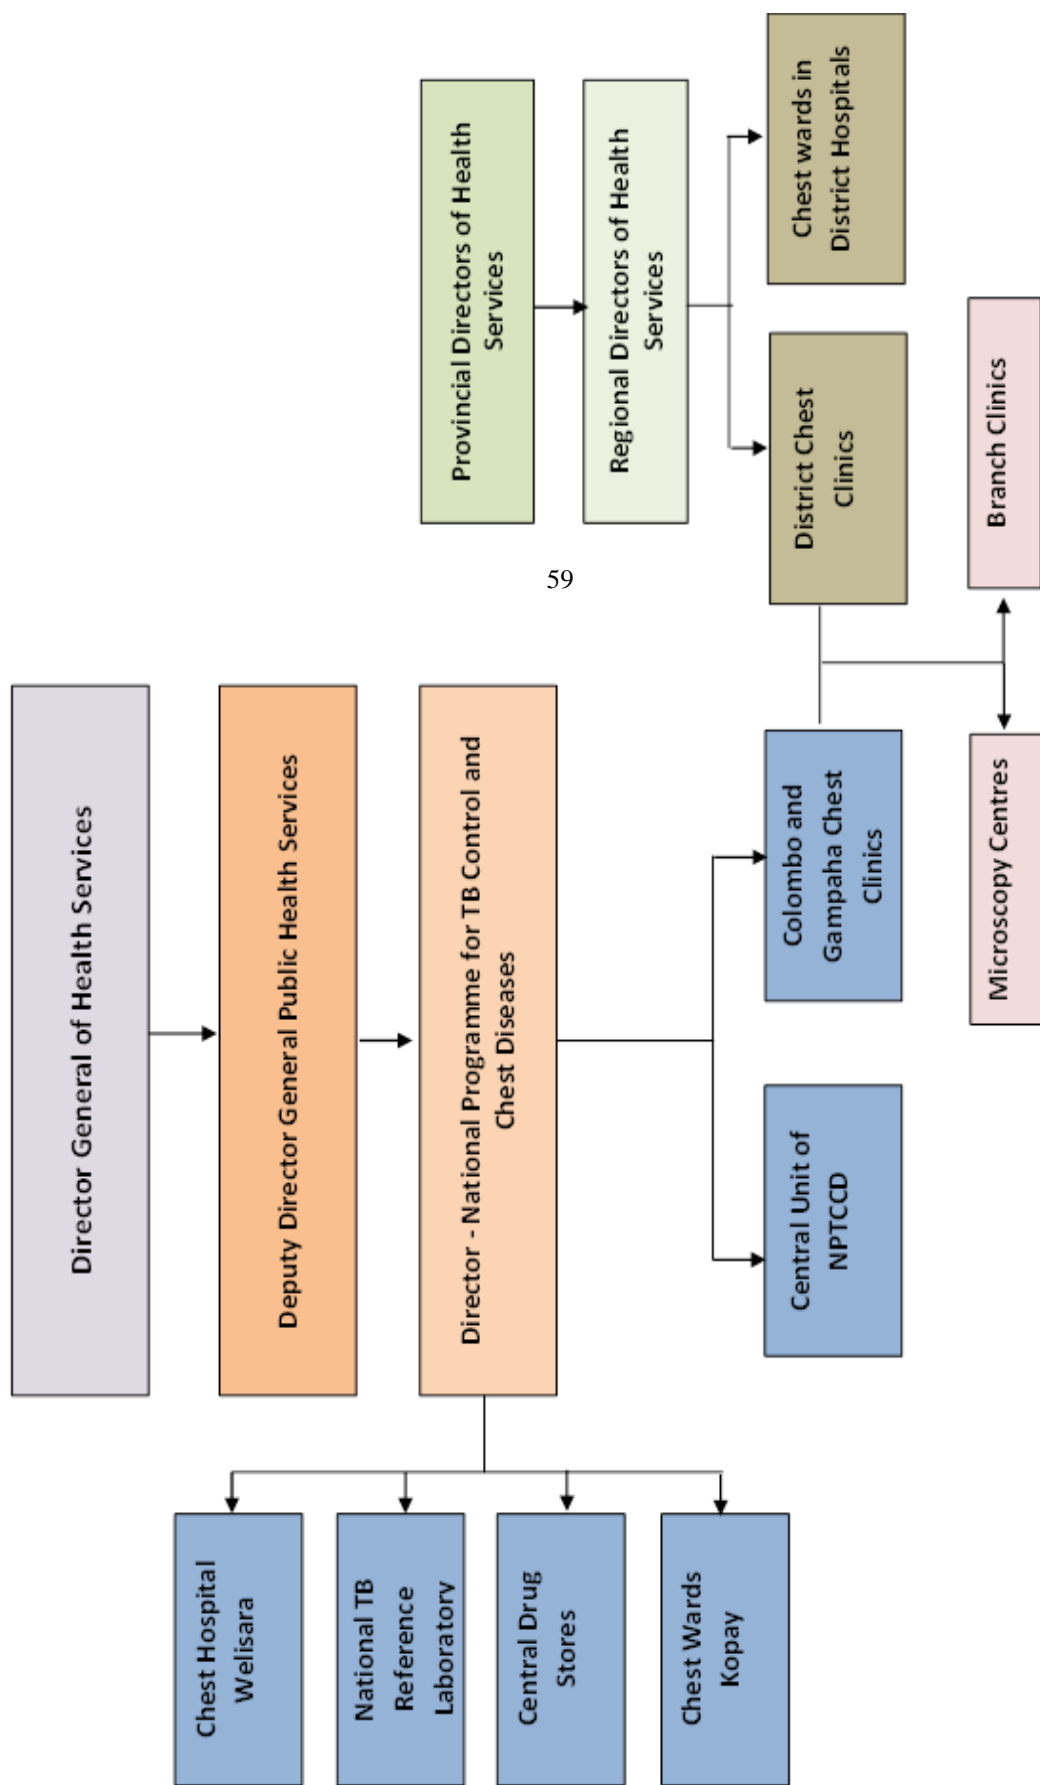 Director General of Health Services
Deputy Director General Public Health Services
Director - National Programme for TB Control and
Chest Diseases
Chest Hospital
Welisara
National TB
Reference
Laboratory
Central Drug
Stores
Chest Wards
Kopay
Central Unit of
NPTCCD
Colombo and
Gampaha Chest
Clinics
Microscopy Centres
Provincial Directors of Health
Services
Regional Directors of Health
Services
District Chest
Clinics
Chest wards in
District Hospitals
Branch Clinics
59